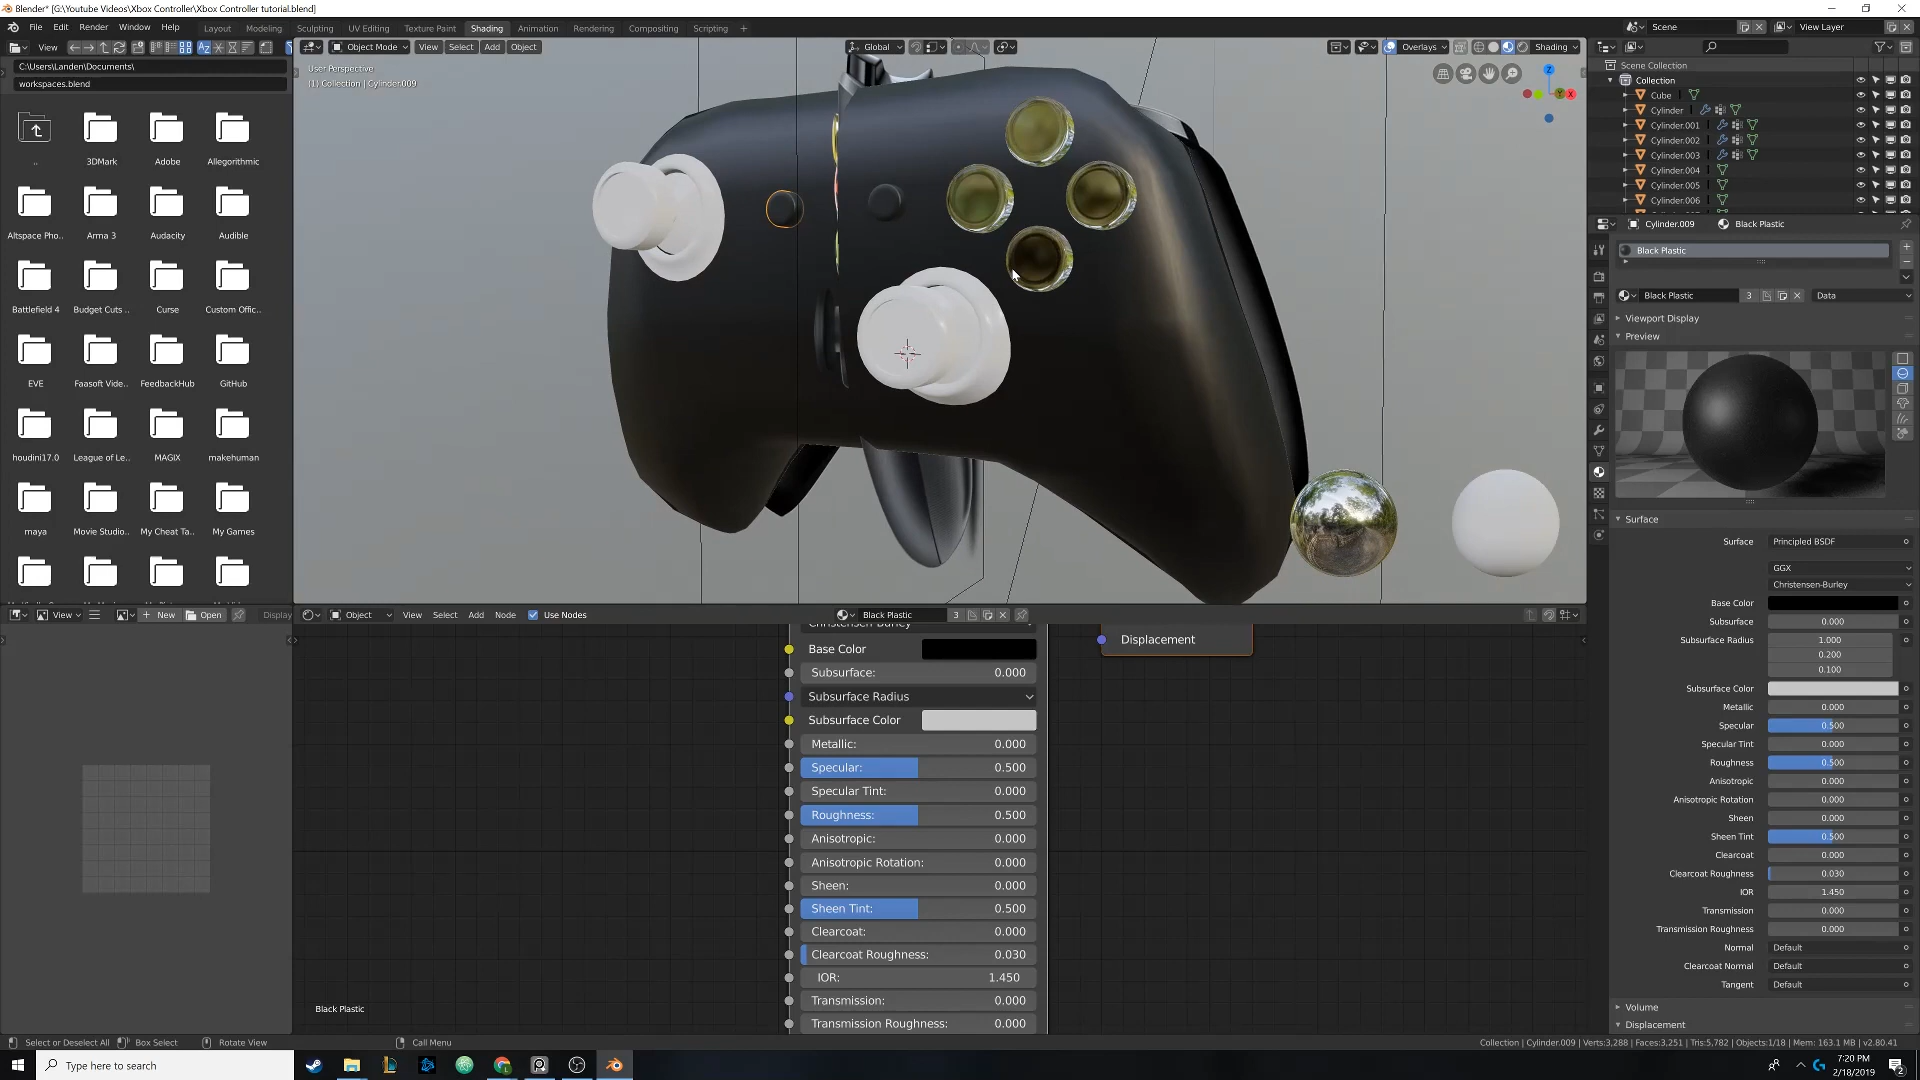 Blender* [G:\Youtube Videos\Xbox Controller\Xbox Controller tutorial.blend]
File Edit Render Window Help
Layout Modeling Sculpting UV Editing Texture Paint Shading Animation Rendering Compositing Scripting
Scene
View Layer
View
Object Mode View Select Add Object
Global
Overlays
Shading
C:\Users\Landen\Documents\
workspaces.blend
..
3DMark
Adobe
Allegorithmic
Altspace Pho..
Arma 3
Audacity
Audible
Battlefield 4
Budget Cuts ..
Curse
Custom Offic..
EVE
Faasoft Vide..
FeedbackHub
GitHub
houdini17.0
League of Le..
MAGIX
makehuman
maya
Movie Studio..
My Cheat Ta..
My Games
User Perspective
(1) Collection | Cylinder.009
Z
Y
X
Scene Collection
Collection
Cube
Cylinder
Cylinder.001
Cylinder.002
Cylinder.003
Cylinder.004
Cylinder.005
Cylinder.006
Cylinder.009 Black Plastic
Black Plastic
Black Plastic 3 Data
Viewport Display
Preview
Surface
Surface Principled BSDF
GGX
Christensen-Burley
Base Color
Subsurface 0.000
Subsurface Radius 1.000
0.200
0.100
Subsurface Color
Metallic 0.000
Specular 0.500
Specular Tint 0.000
Roughness 0.500
Anisotropic 0.000
Anisotropic Rotation 0.000
Sheen 0.000
Sheen Tint 0.500
Clearcoat 0.000
Clearcoat Roughness 0.030
IOR 1.450
Transmission 0.000
Transmission Roughness 0.000
Normal Default
Clearcoat Normal Default
Tangent Default
Volume
Displacement
View New Open Display
Object View Select Add Node Use Nodes
Black Plastic 3
Base Color
Subsurface: 0.000
Subsurface Radius
Subsurface Color
Metallic: 0.000
Specular: 0.500
Specular Tint: 0.000
Roughness: 0.500
Anisotropic: 0.000
Anisotropic Rotation: 0.000
Sheen: 0.000
Sheen Tint: 0.500
Clearcoat: 0.000
Clearcoat Roughness: 0.030
IOR: 1.450
Transmission: 0.000
Transmission Roughness: 0.000
Displacement
Black Plastic
Select or Deselect All Box Select Rotate View Call Menu
Collection | Cylinder.009 | Verts:3,288 | Faces:3,251 | Tris:5,782 | Objects:1/18 | Mem: 163.1 MB | v2.80.41
Type here to search
7:20 PM
2/18/2019
2